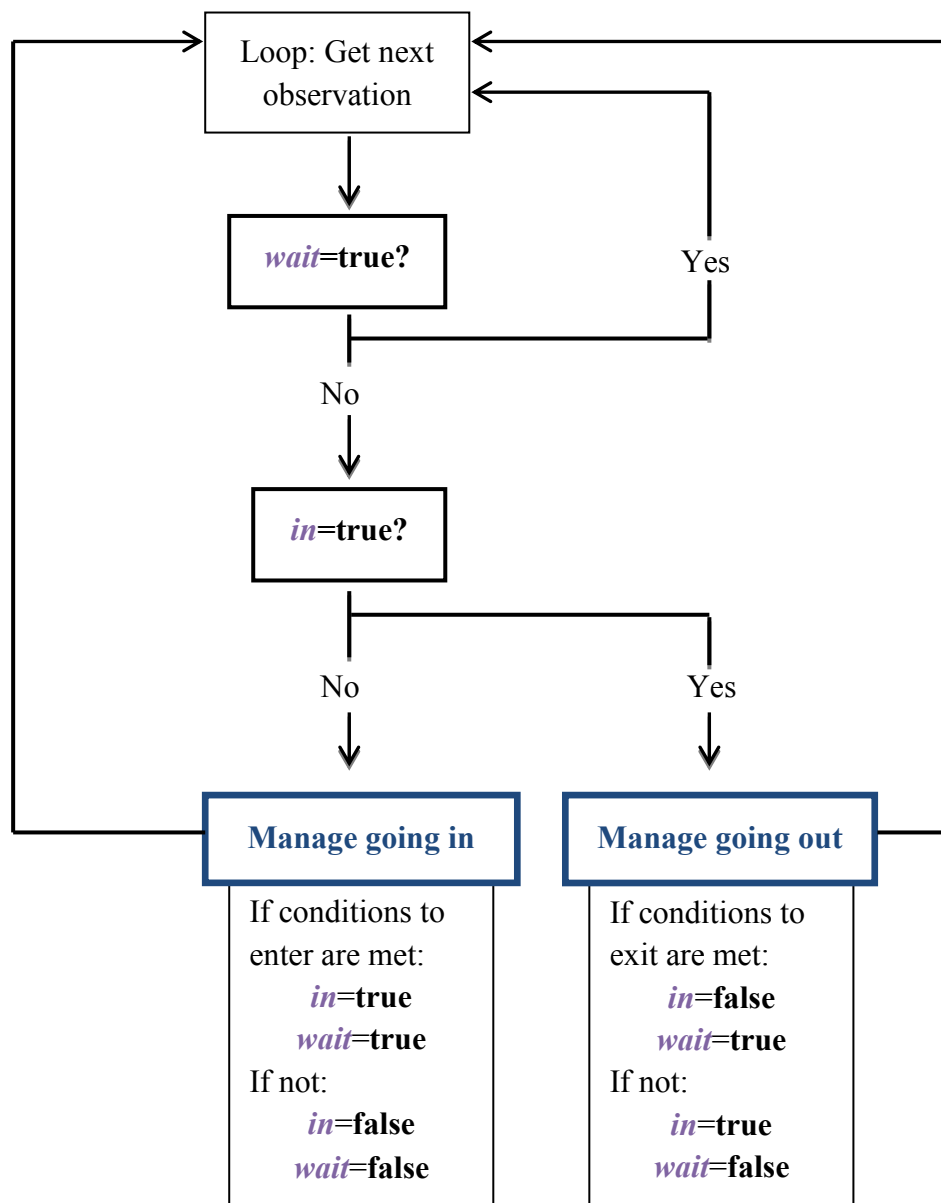 Loop: Get next
observation
wait=true?
Yes
No
in=true?
No
Yes
Manage going in
If conditions to
enter are met:
in=true
wait=true
If not:
in=false
wait=false
Manage going out
If conditions to
exit are met:
in=false
wait=true
If not:
in=true
wait=false